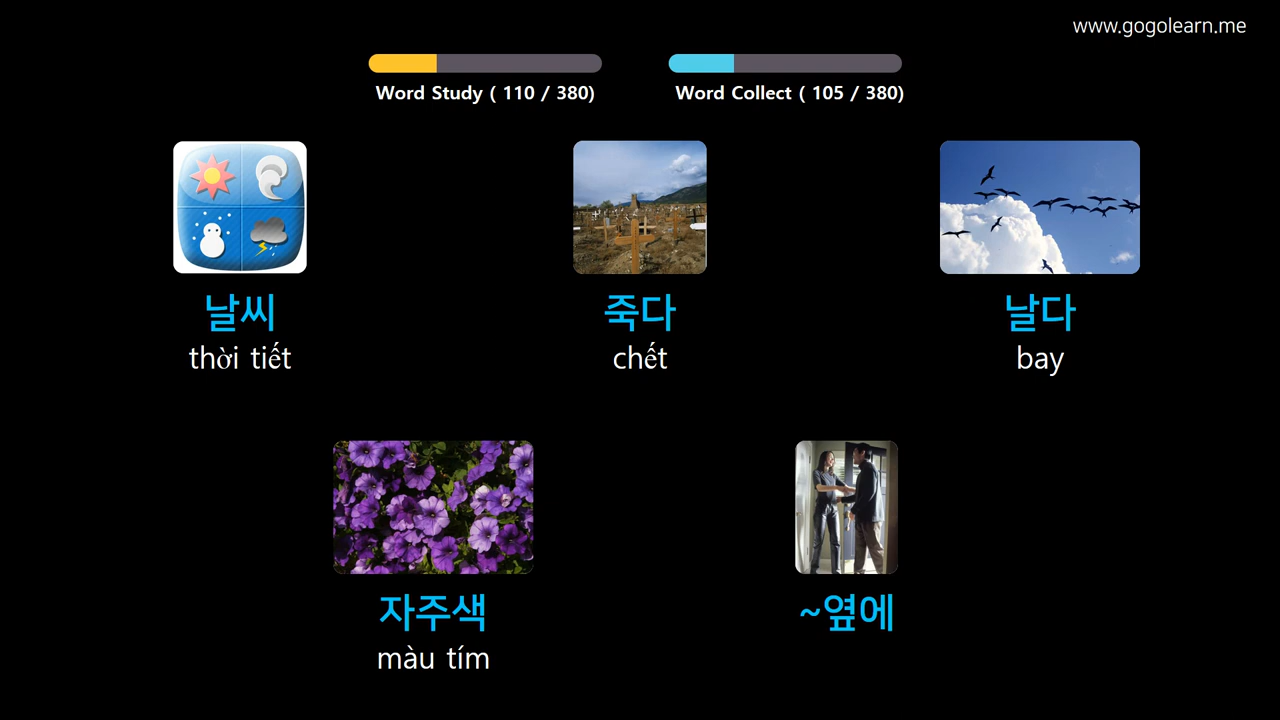 www.gogolearn.me
Word Study ( 110 / 380)
Word Collect ( 105 / 380)
날씨
thời tiết
죽다
chết
날다
bay
자주색
màu tím
~옆에